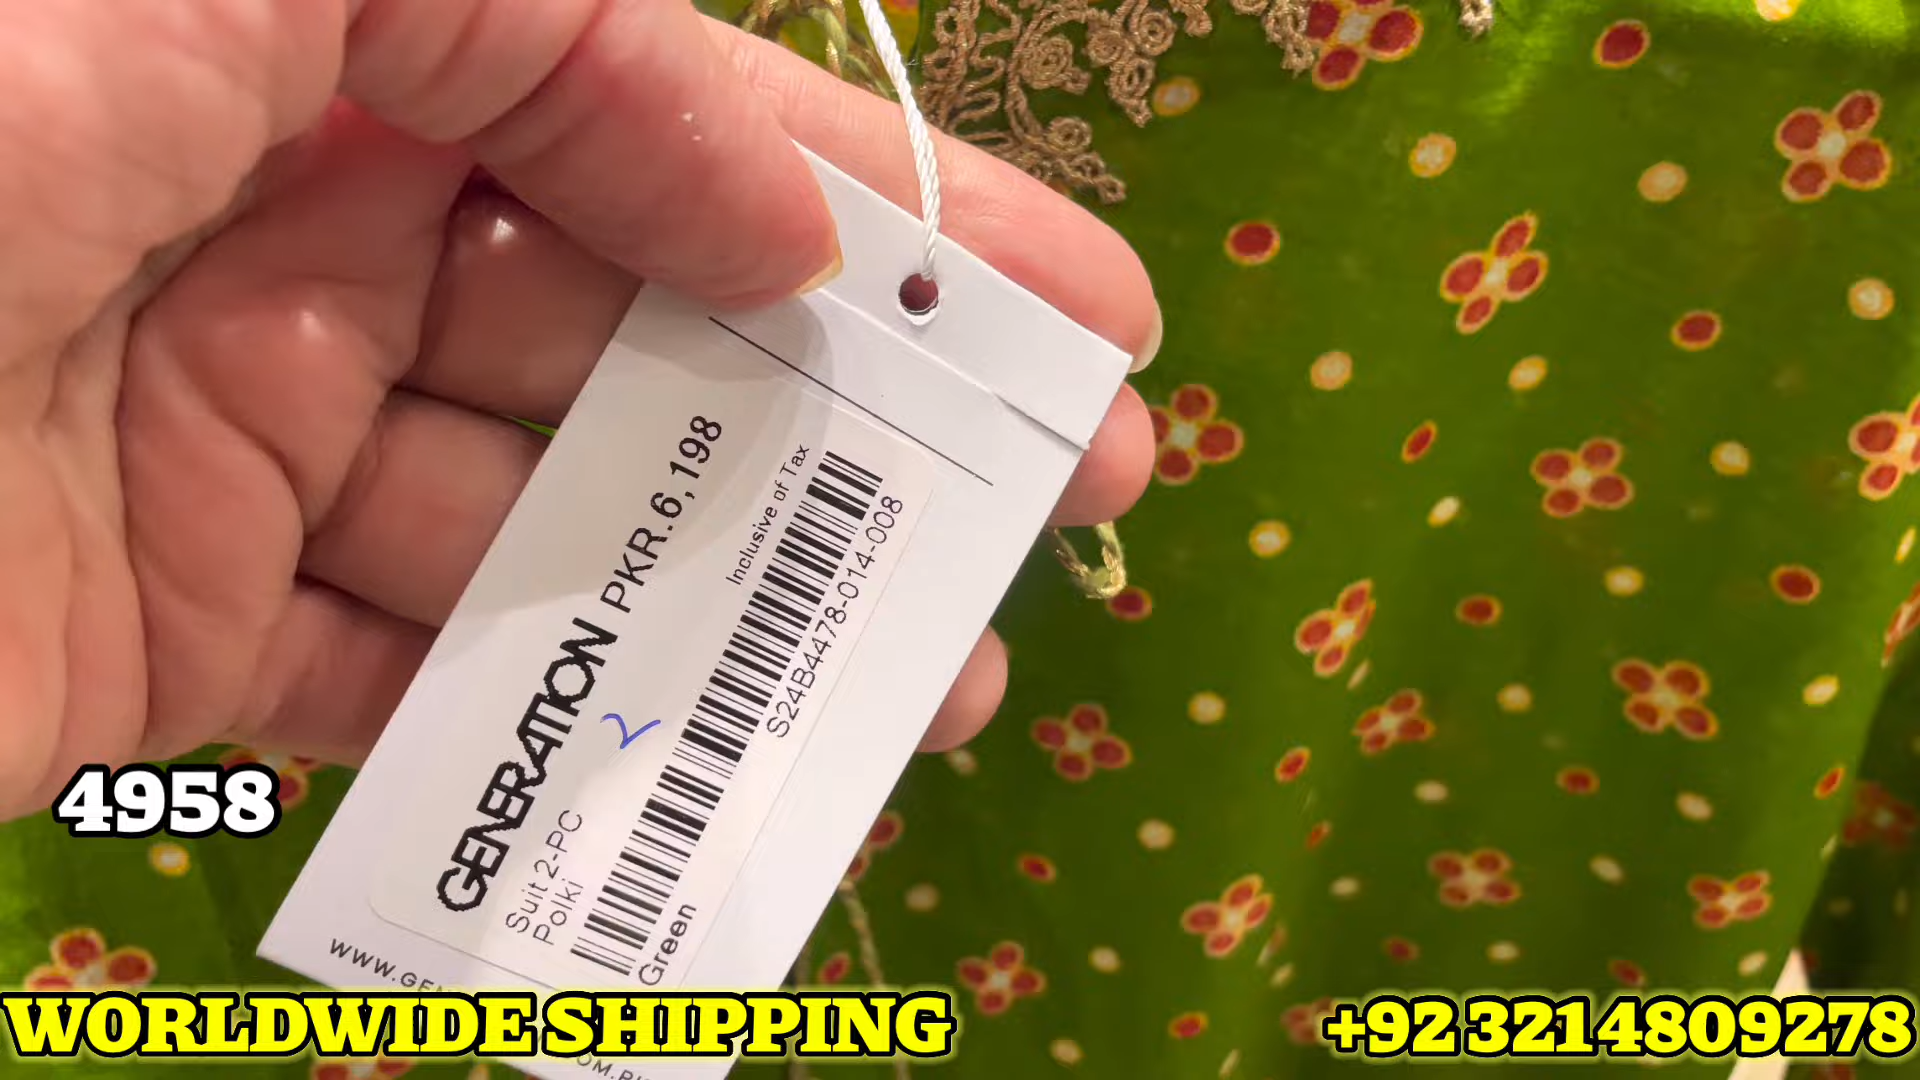 GENERATION PKR.6,198
Inclusive of Tax
2
Suit 2-PC
Polki
S24B4478-014-008
Green
4958
WORLDWIDE SHIPPING
+92 3214809278